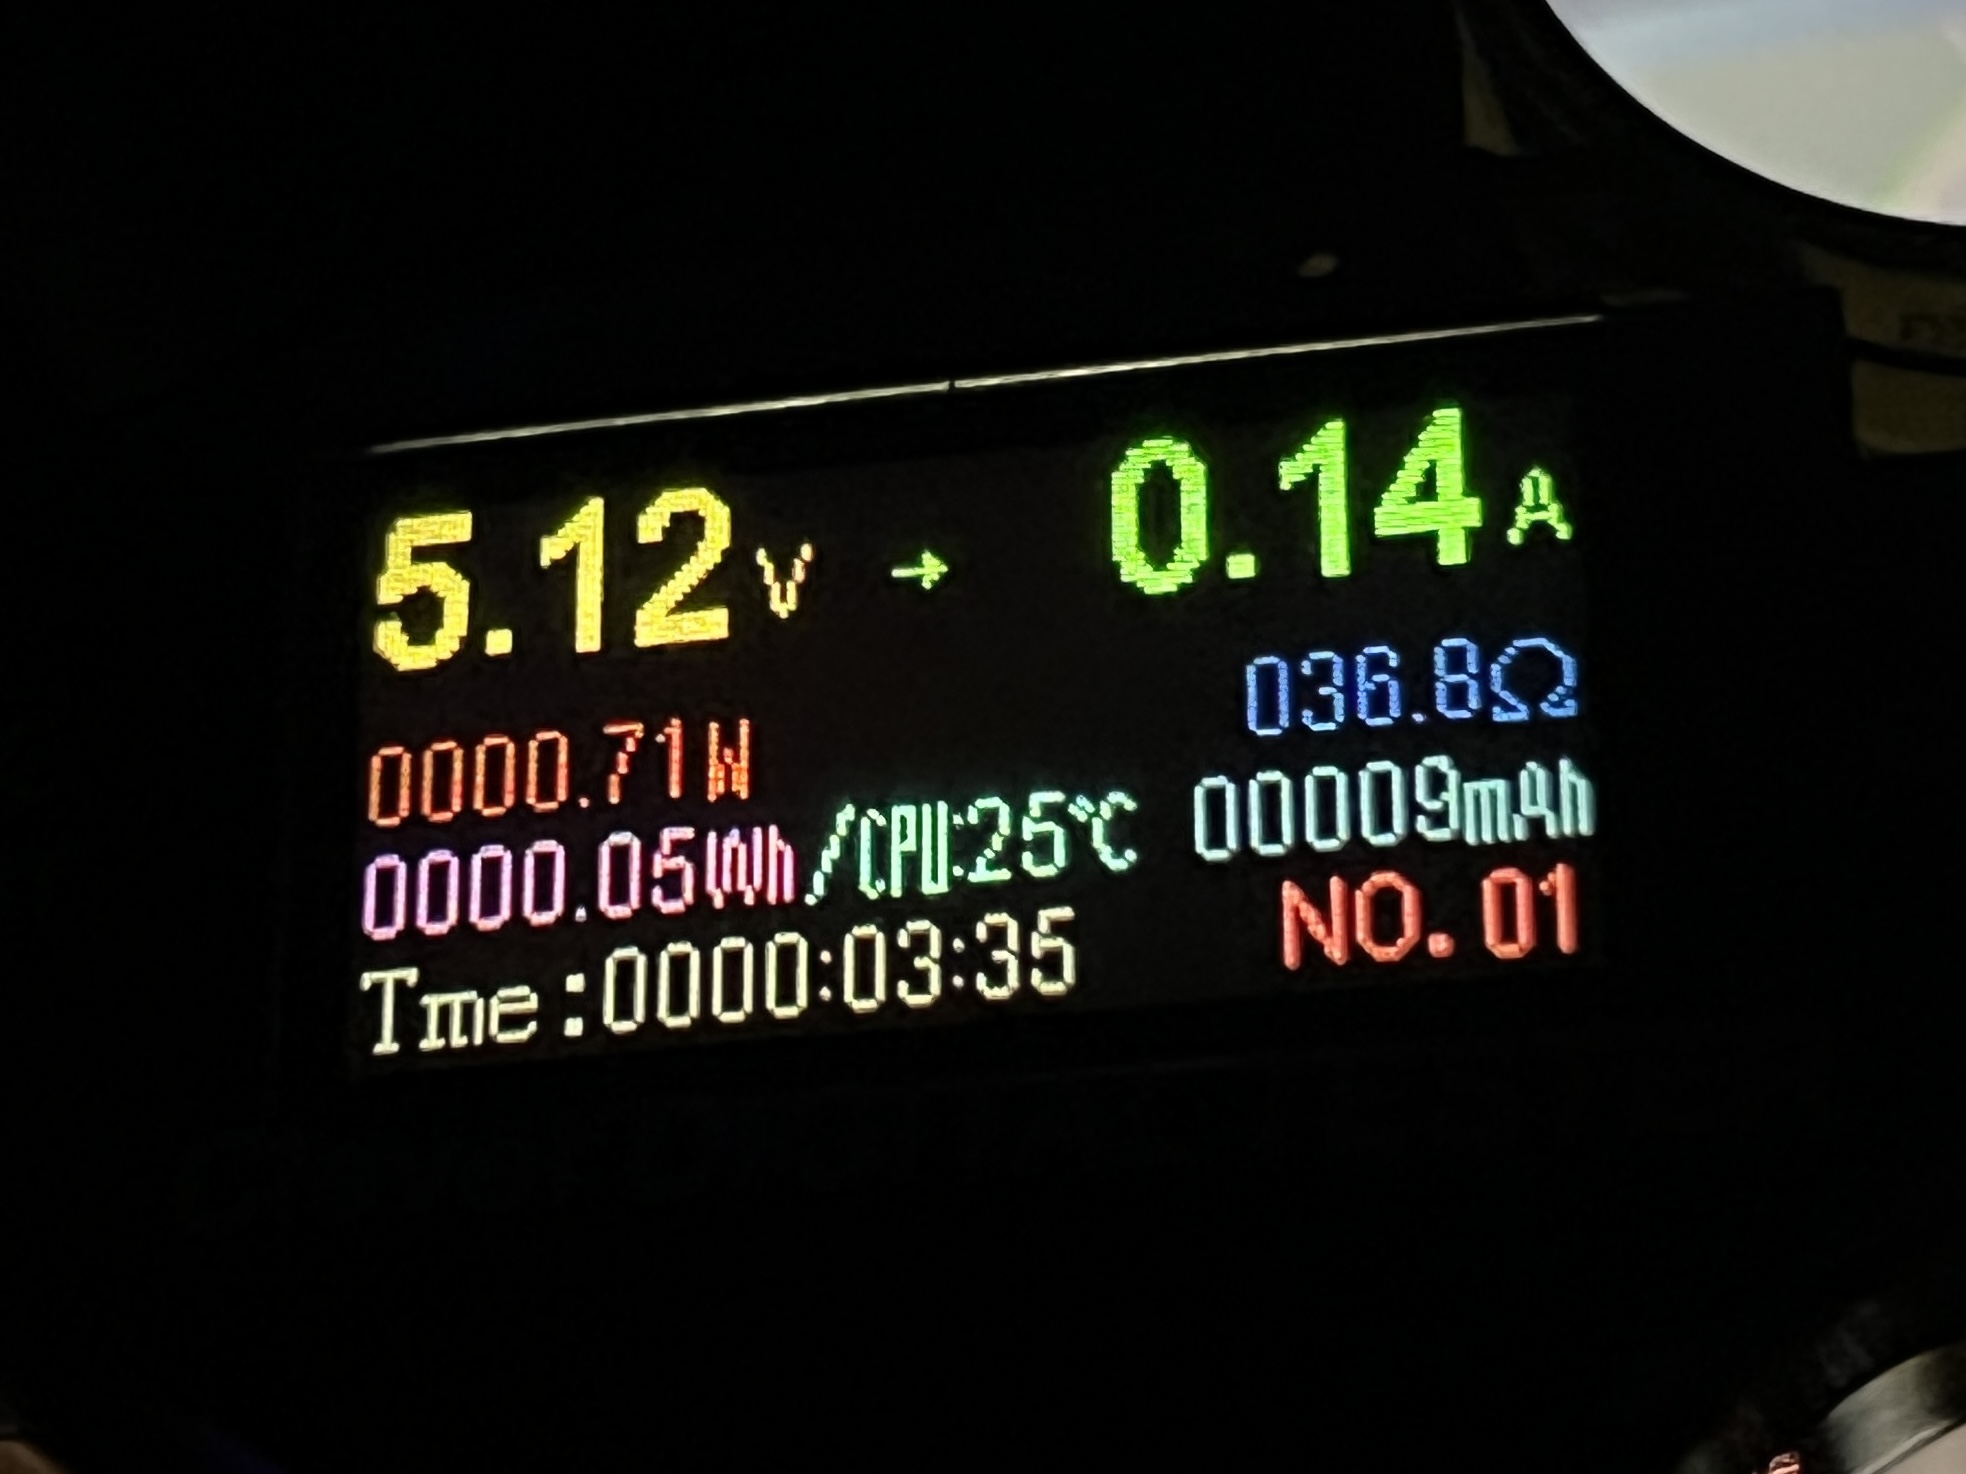 5.12V → 0.14A
036.8Ω
0000.71W
00009mAh
0000.05Wh/CPU:25℃
NO.01
Tme:0000:03:35